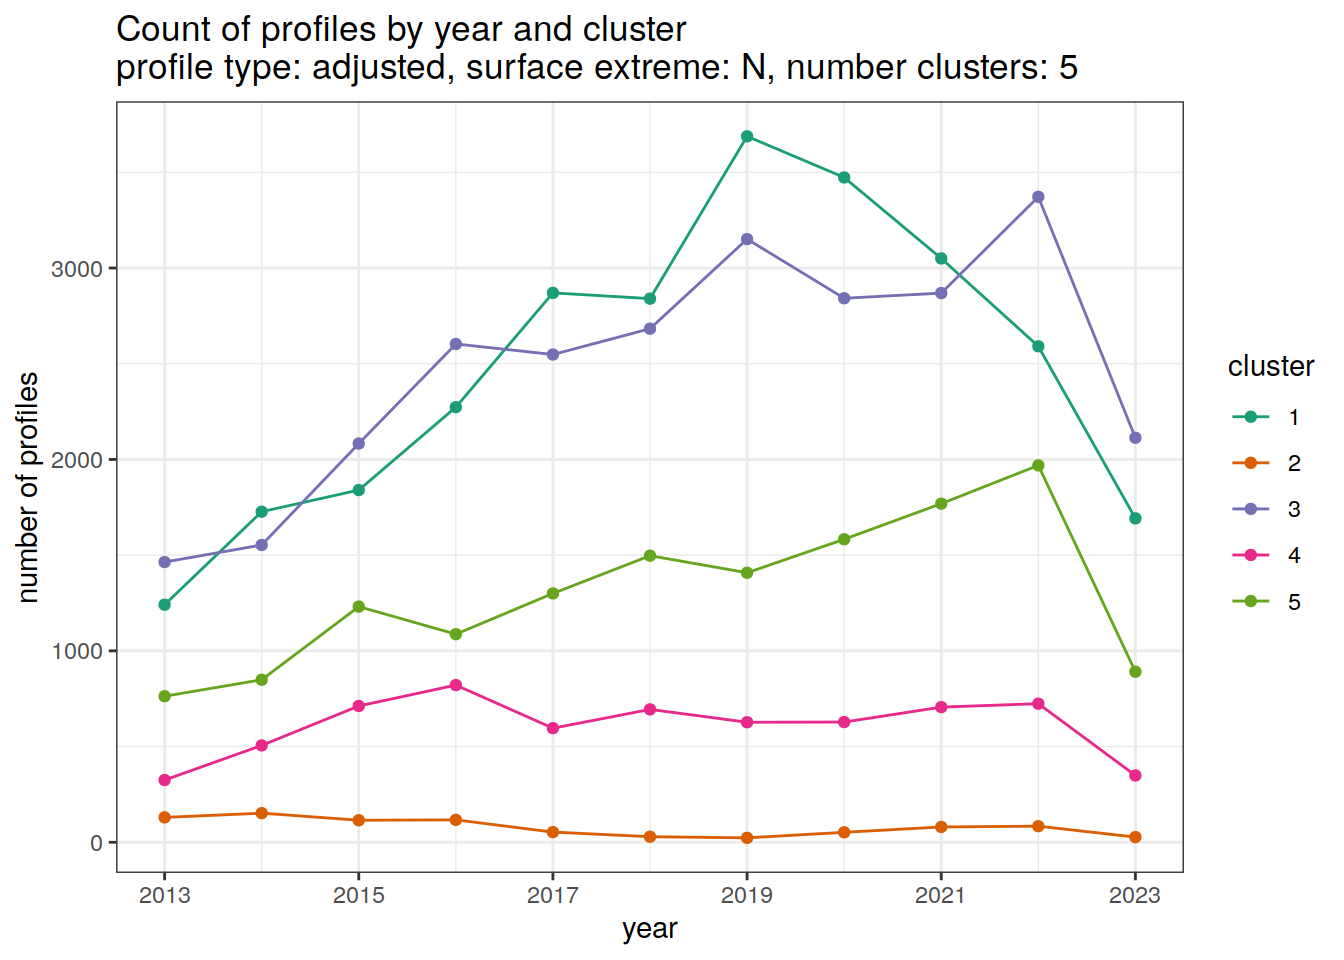 Count of profiles by year and cluster
profile type: adjusted, surface extreme: N, number clusters: 5
number of profiles
3000
2000
1000
0
2013 2015 2017 2019 2021 2023
year
cluster
1
2
3
4
5